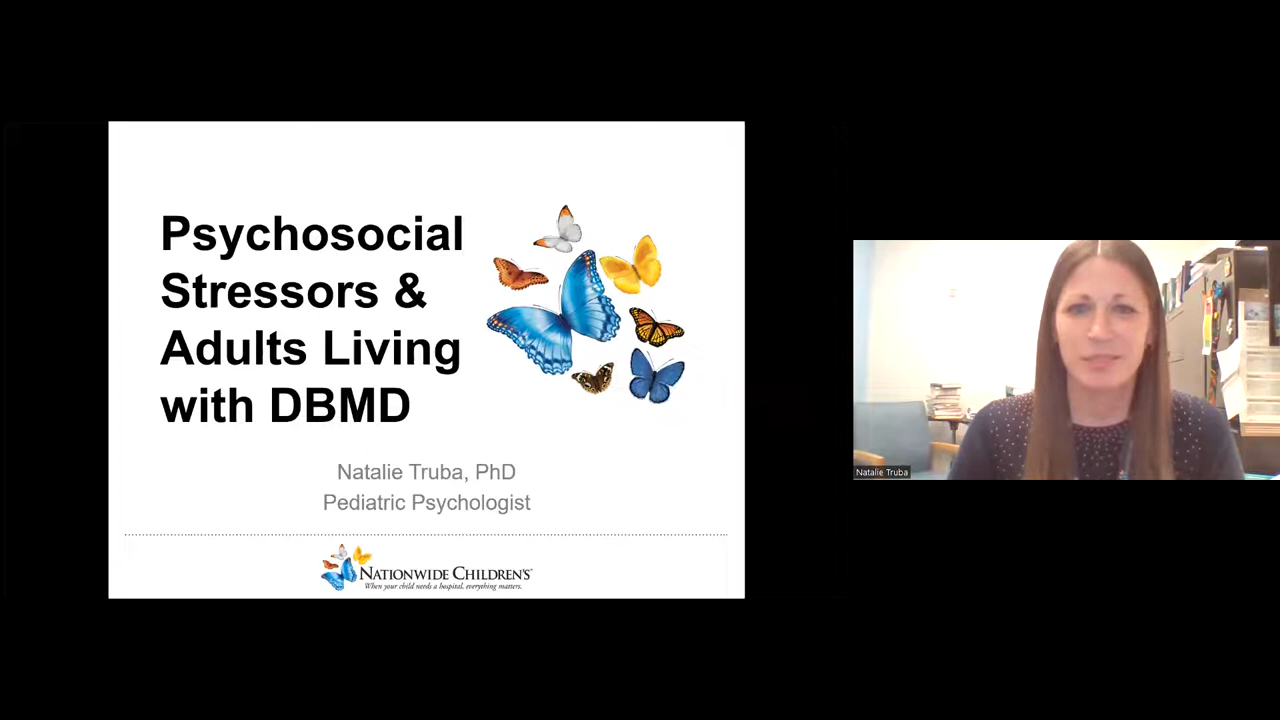 Psychosocial
Stressors &
Adults Living
with DBMD
Natalie Truba, PhD
Pediatric Psychologist
NATIONWIDE CHILDREN'S
When your child needs a hospital, everything matters.
Natalie Truba